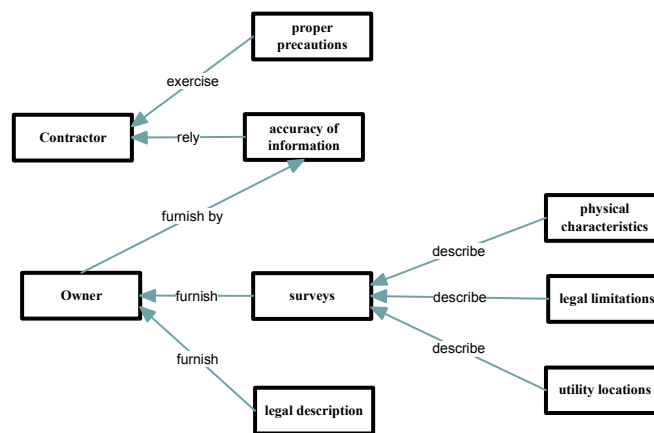 proper
precautions
exercise
Contractor
rely
accuracy of
information
furnish by
physical
characteristics
describe
Owner
furnish
surveys
describe
legal limitations
describe
furnish
utility locations
legal description